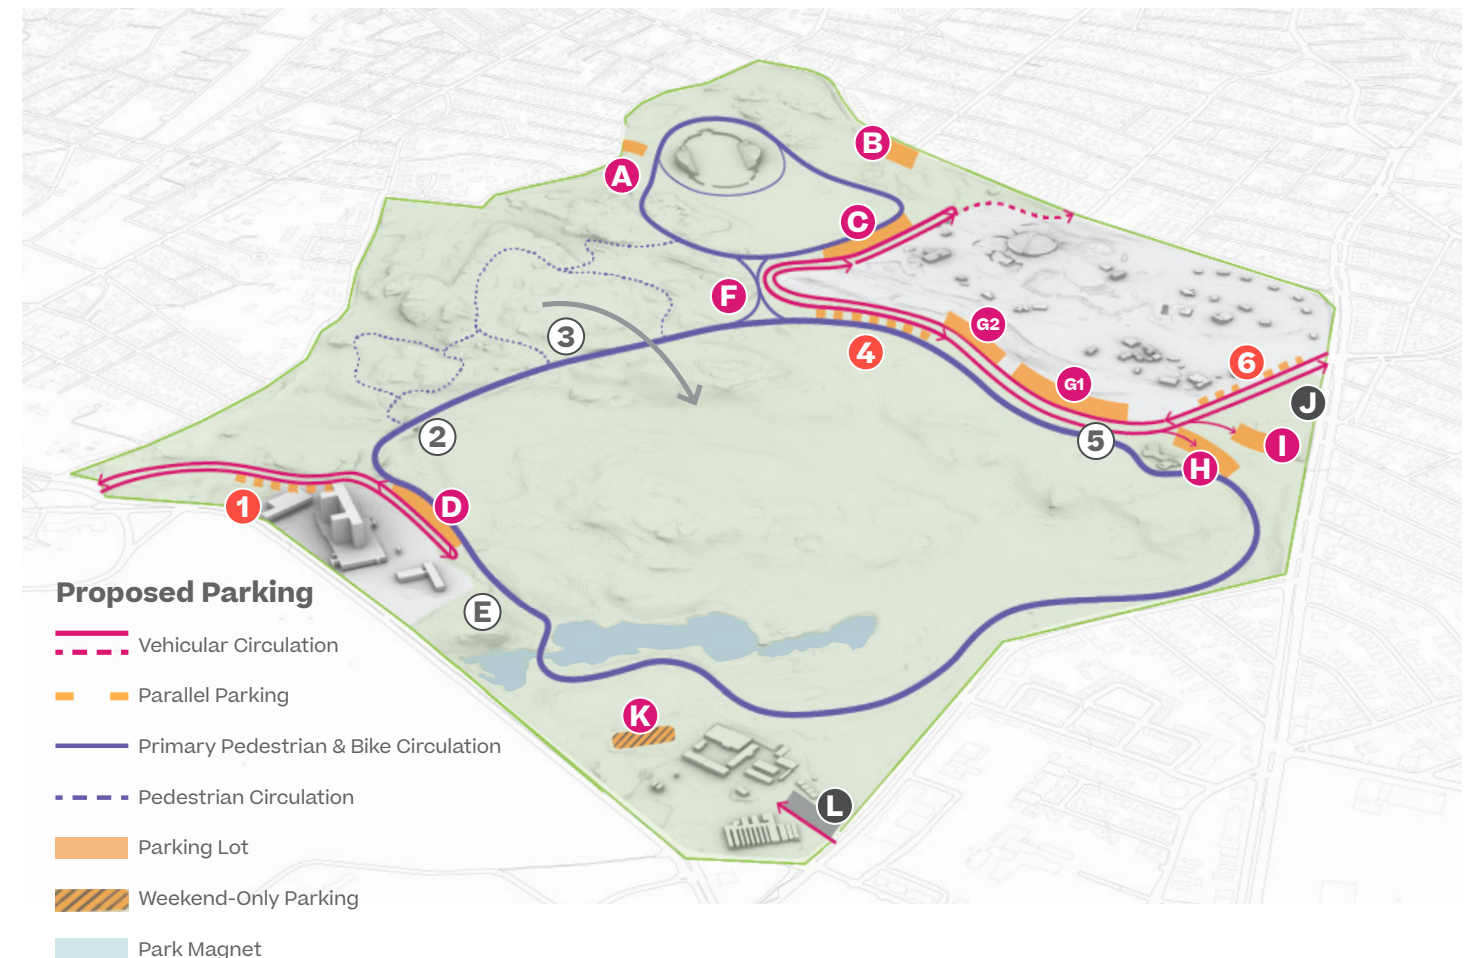 B
A
C
F
G2
3
4
6
G1
J
2
5
I
H
1
D
Proposed Parking
E
Vehicular Circulation
Parallel Parking
K
Primary Pedestrian & Bike Circulation
Pedestrian Circulation
L
Parking Lot
Weekend-Only Parking
Park Magnet